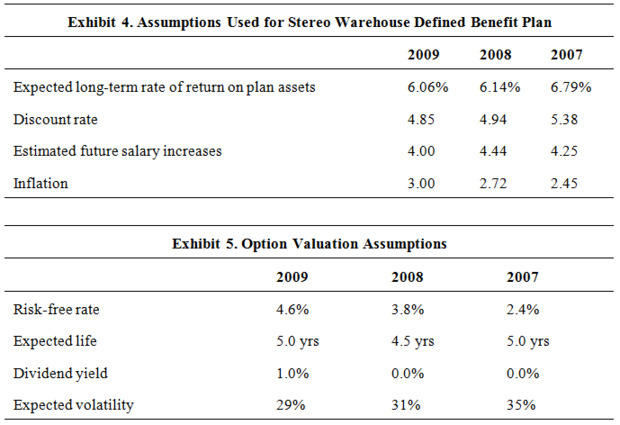 Exhibit 4. Assumptions Used for Stereo Warehouse Defined Benefit Plan
2009 2008 2007
Expected long-term rate of return on plan assets 6.06% 6.14% 6.79%
Discount rate 4.85 4.94 5.38
Estimated future salary increases 4.00 4.44 4.25
Inflation 3.00 2.72 2.45
Exhibit 5. Option Valuation Assumptions
2009 2008 2007
Risk-free rate 4.6% 3.8% 2.4%
Expected life 5.0 yrs 4.5 yrs 5.0 yrs
Dividend yield 1.0% 0.0% 0.0%
Expected volatility 29% 31% 35%